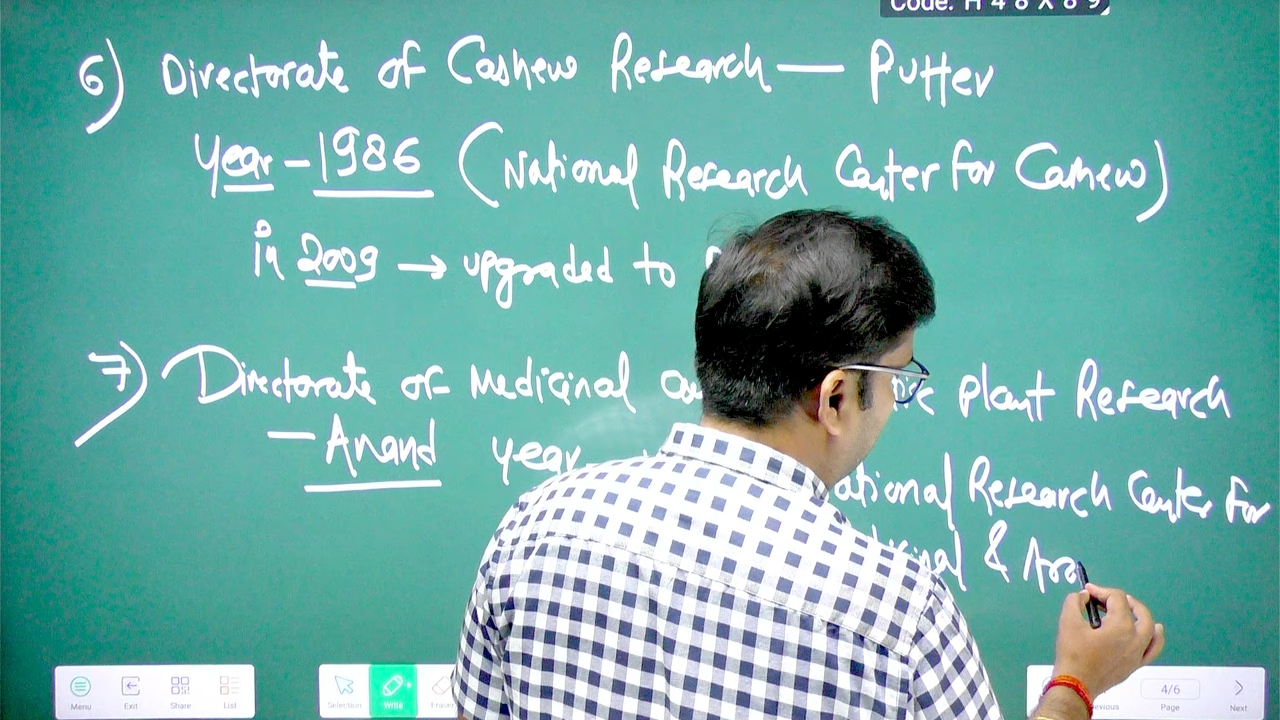 Code: H 4 8 X 8 9
6) Directorate of Cashew Research — Putter
Year - 1986 (National Research Center for Cashew)
in 2009 → upgraded to
7) Directorate of Medicinal plant Research
— Anand year National Research Center for
& Aro
Menu Exit Share List Selection Write Eraser 4/6 Page Next